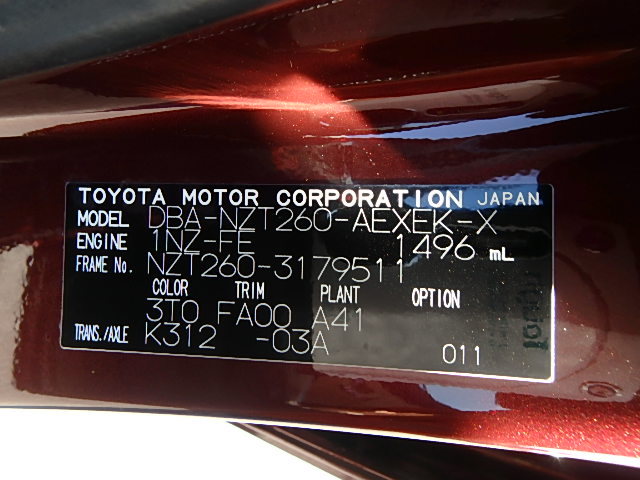 TOYOTA MOTOR CORPORATION JAPAN
MODEL DBA-NZT260-AEXEK-X
ENGINE 1NZ-FE 1496 mL
FRAME No. NZT260-3179511
COLOR TRIM PLANT OPTION
3T0 FA00 A41
TRANS./AXLE K312 -03A
011